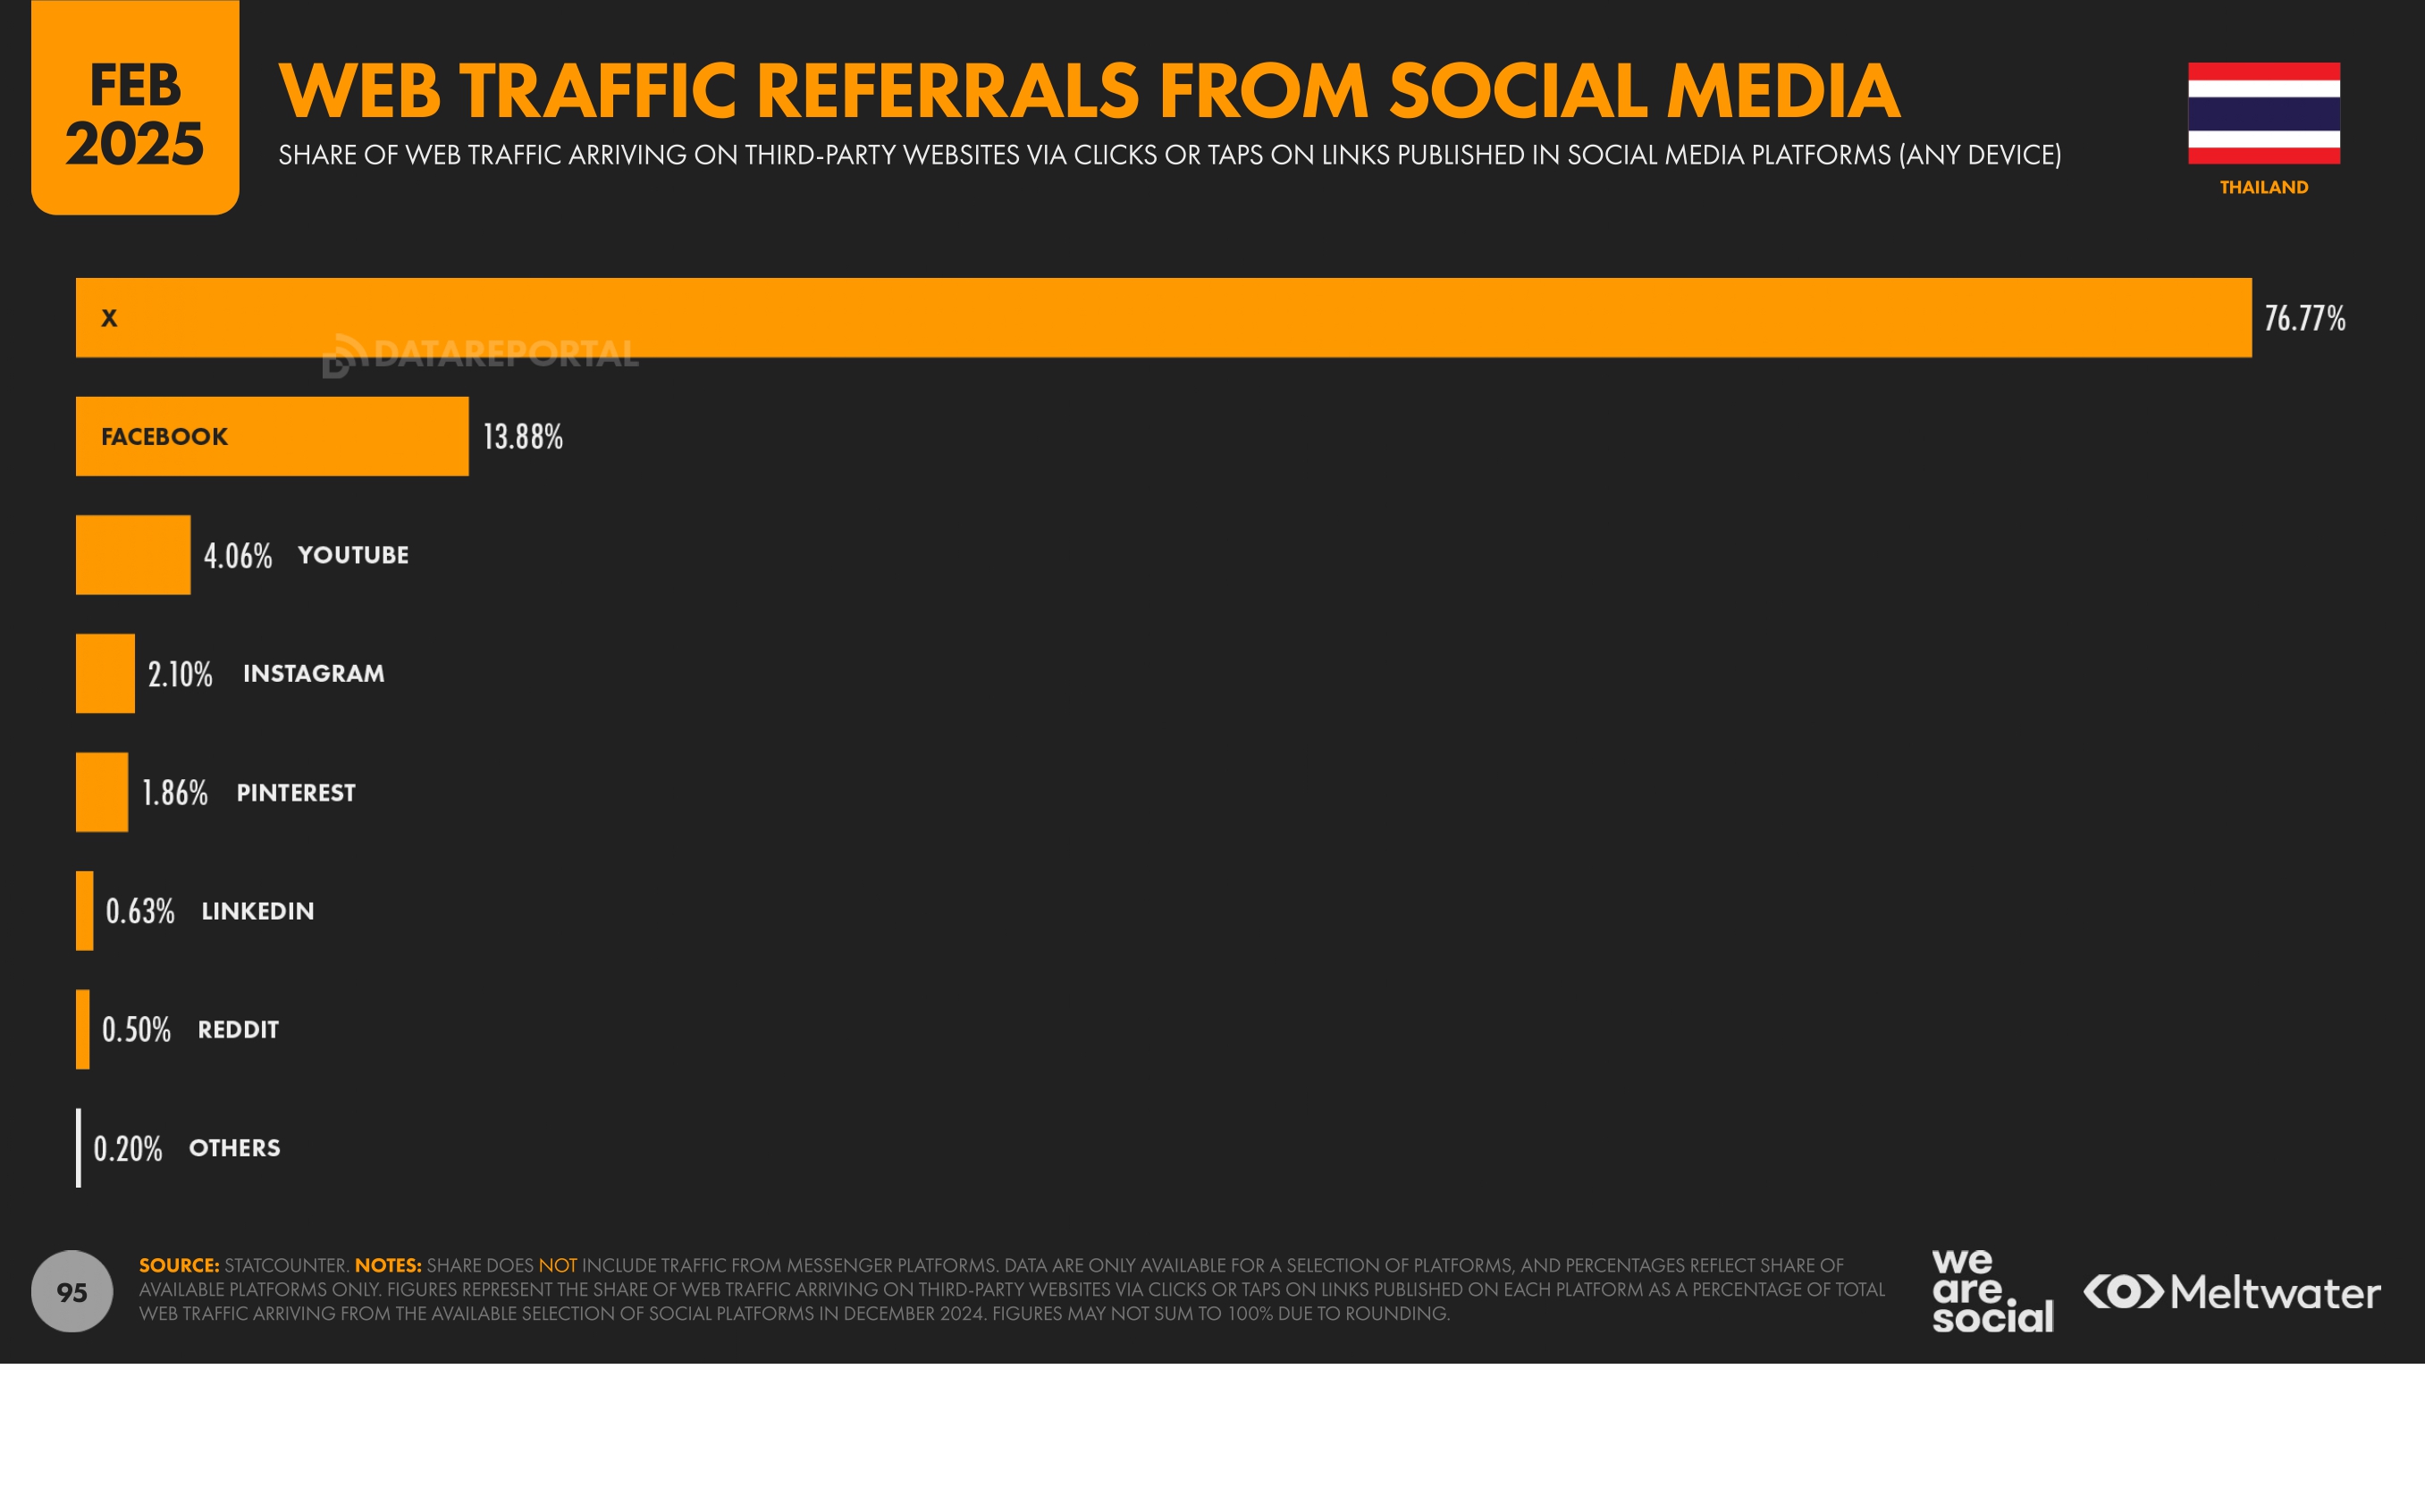 FEB
2025
WEB TRAFFIC REFERRALS FROM SOCIAL MEDIA
SHARE OF WEB TRAFFIC ARRIVING ON THIRD-PARTY WEBSITES VIA CLICKS OR TAPS ON LINKS PUBLISHED IN SOCIAL MEDIA PLATFORMS (ANY DEVICE)
THAILAND
X
76.77%
DATAREPORTAL
FACEBOOK
13.88%
4.06% YOUTUBE
2.10% INSTAGRAM
1.86% PINTEREST
0.63% LINKEDIN
0.50% REDDIT
0.20% OTHERS
95
SOURCE: STATCOUNTER. NOTES: SHARE DOES NOT INCLUDE TRAFFIC FROM MESSENGER PLATFORMS. DATA ARE ONLY AVAILABLE FOR A SELECTION OF PLATFORMS, AND PERCENTAGES REFLECT SHARE OF
AVAILABLE PLATFORMS ONLY. FIGURES REPRESENT THE SHARE OF WEB TRAFFIC ARRIVING ON THIRD-PARTY WEBSITES VIA CLICKS OR TAPS ON LINKS PUBLISHED ON EACH PLATFORM AS A PERCENTAGE OF TOTAL
WEB TRAFFIC ARRIVING FROM THE AVAILABLE SELECTION OF SOCIAL PLATFORMS IN DECEMBER 2024. FIGURES MAY NOT SUM TO 100% DUE TO ROUNDING.
we
are
social
Meltwater